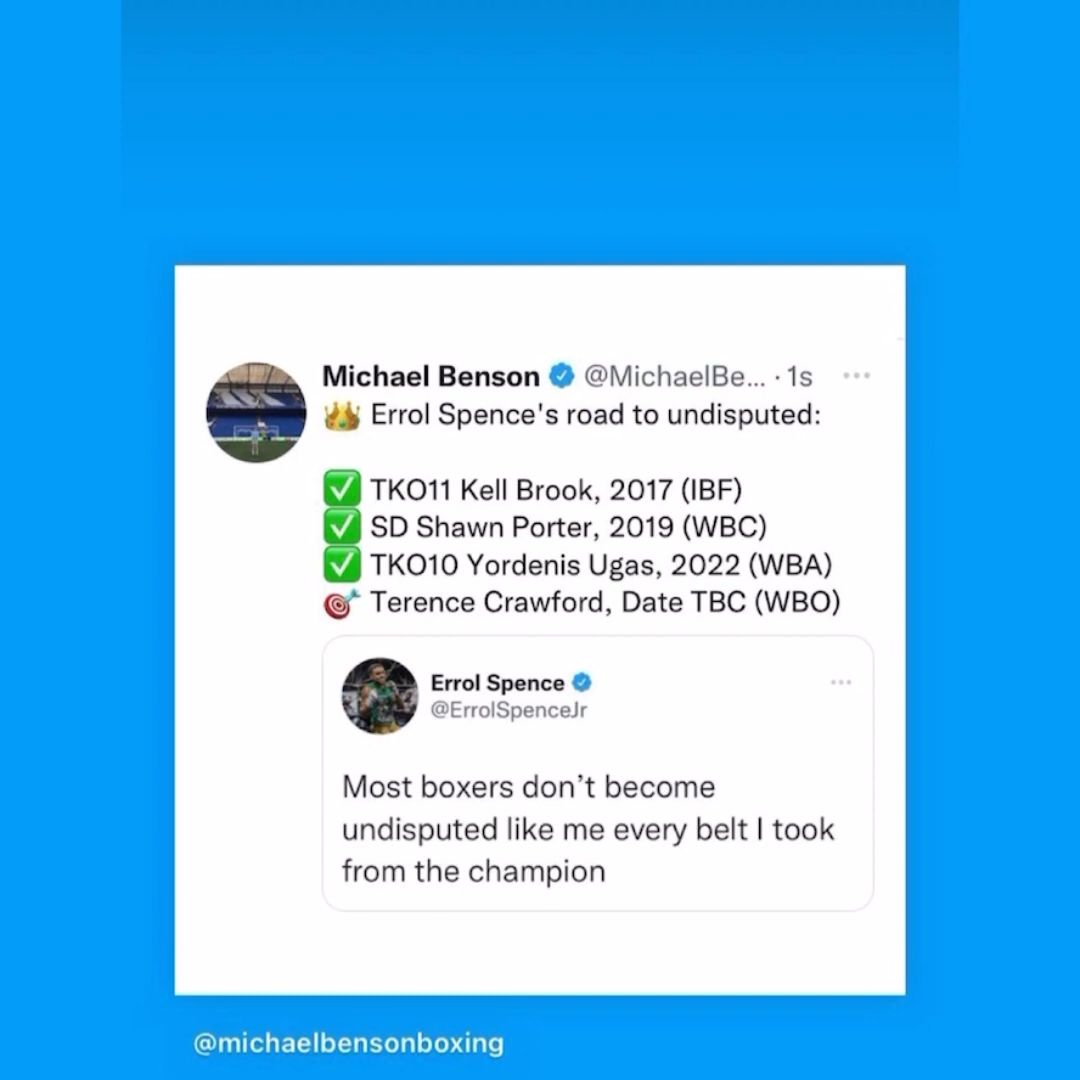 Michael Benson @MichaelBe... · 1s
👑 Errol Spence's road to undisputed:
✅ TKO11 Kell Brook, 2017 (IBF)
✅ SD Shawn Porter, 2019 (WBC)
✅ TKO10 Yordenis Ugas, 2022 (WBA)
🎯 Terence Crawford, Date TBC (WBO)
Errol Spence
@ErrolSpenceJr
Most boxers don’t become
undisputed like me every belt I took
from the champion
@michaelbensonboxing